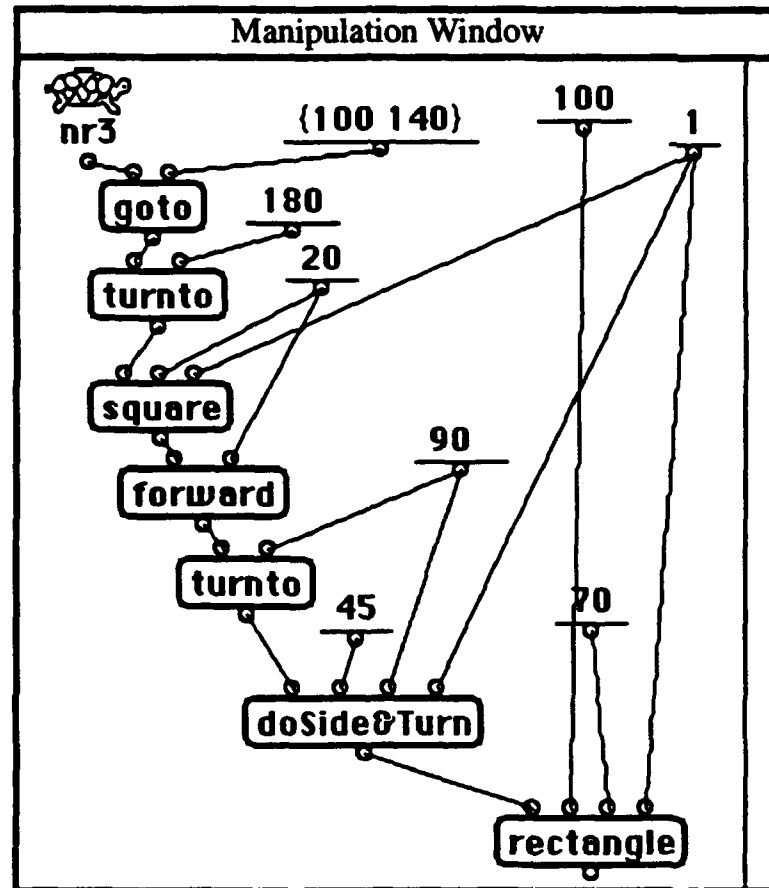 Manipulation Window
nr3
{100 140}
100
1
goto
180
turnto
20
square
90
forward
turnto
45
70
doSide&Turn
rectangle